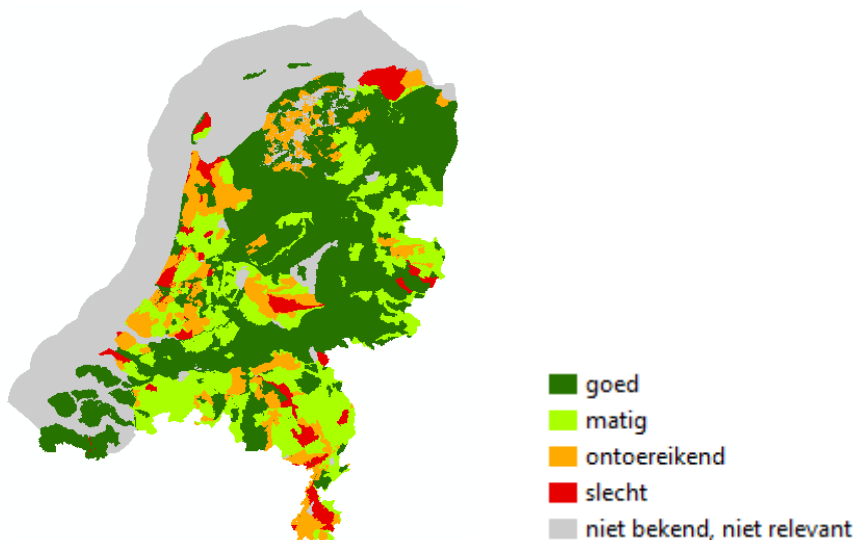 goed
matig
ontoereikend
slecht
niet bekend, niet relevant